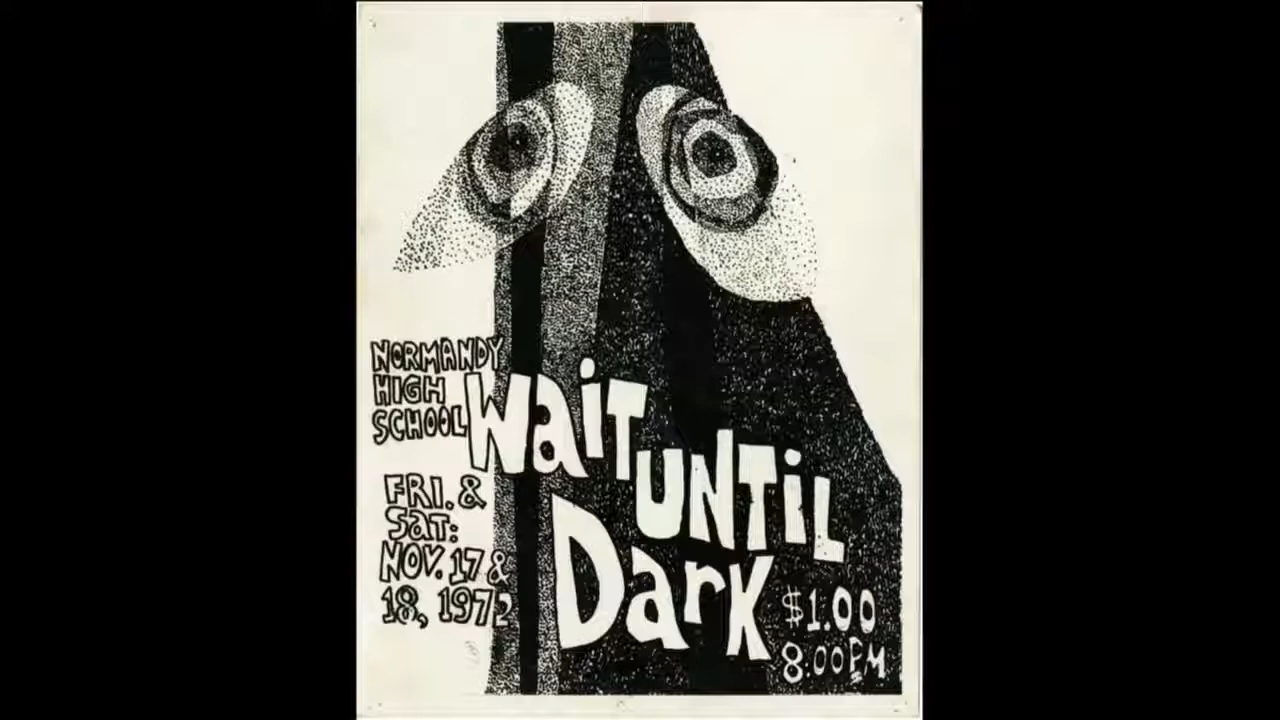 NORMANDY
HIGH
SCHOOL
Wait
UNTiL
Dark
FRI. &
Sat:
NOV. 17 &
18, 1972
$1.00
8:00 PM